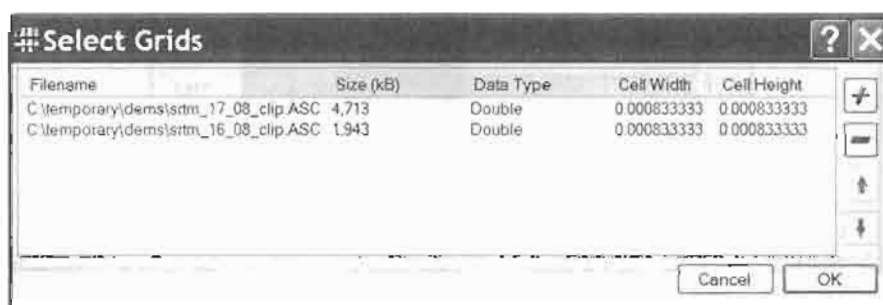 Select Grids
Filename Size (kB) Data Type Cell Width Cell Height
C:\temporary\dems\srtm_17_08_clip.ASC 4,713 Double 0.000833333 0.000833333
C:\temporary\dems\srtm_16_08_clip.ASC 1,943 Double 0.000833333 0.000833333
Cancel OK